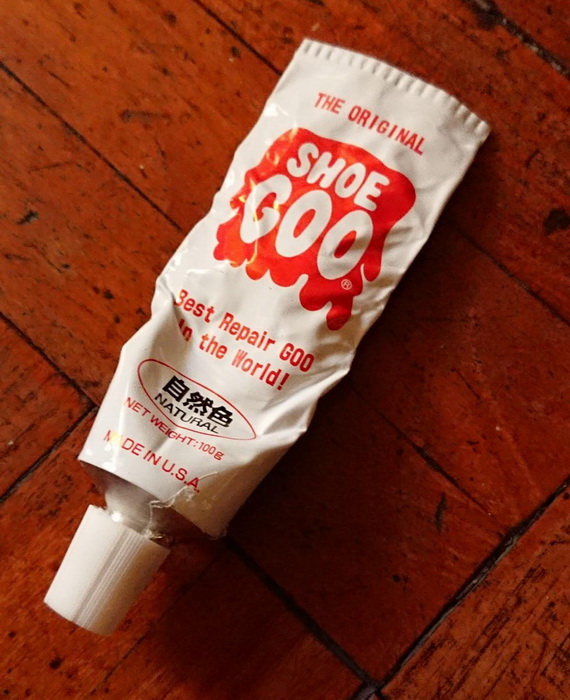 THE ORIGINAL
SHOE
GOO®
Best Repair GOO
In the World!
自然色
NATURAL
NET WEIGHT:100g
MADE IN U.S.A.